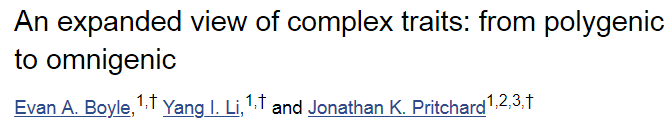 An expanded view of complex traits: from polygenic
to omnigenic
Evan A. Boyle,1,† Yang I. Li,1,† and Jonathan K. Pritchard1,2,3,†